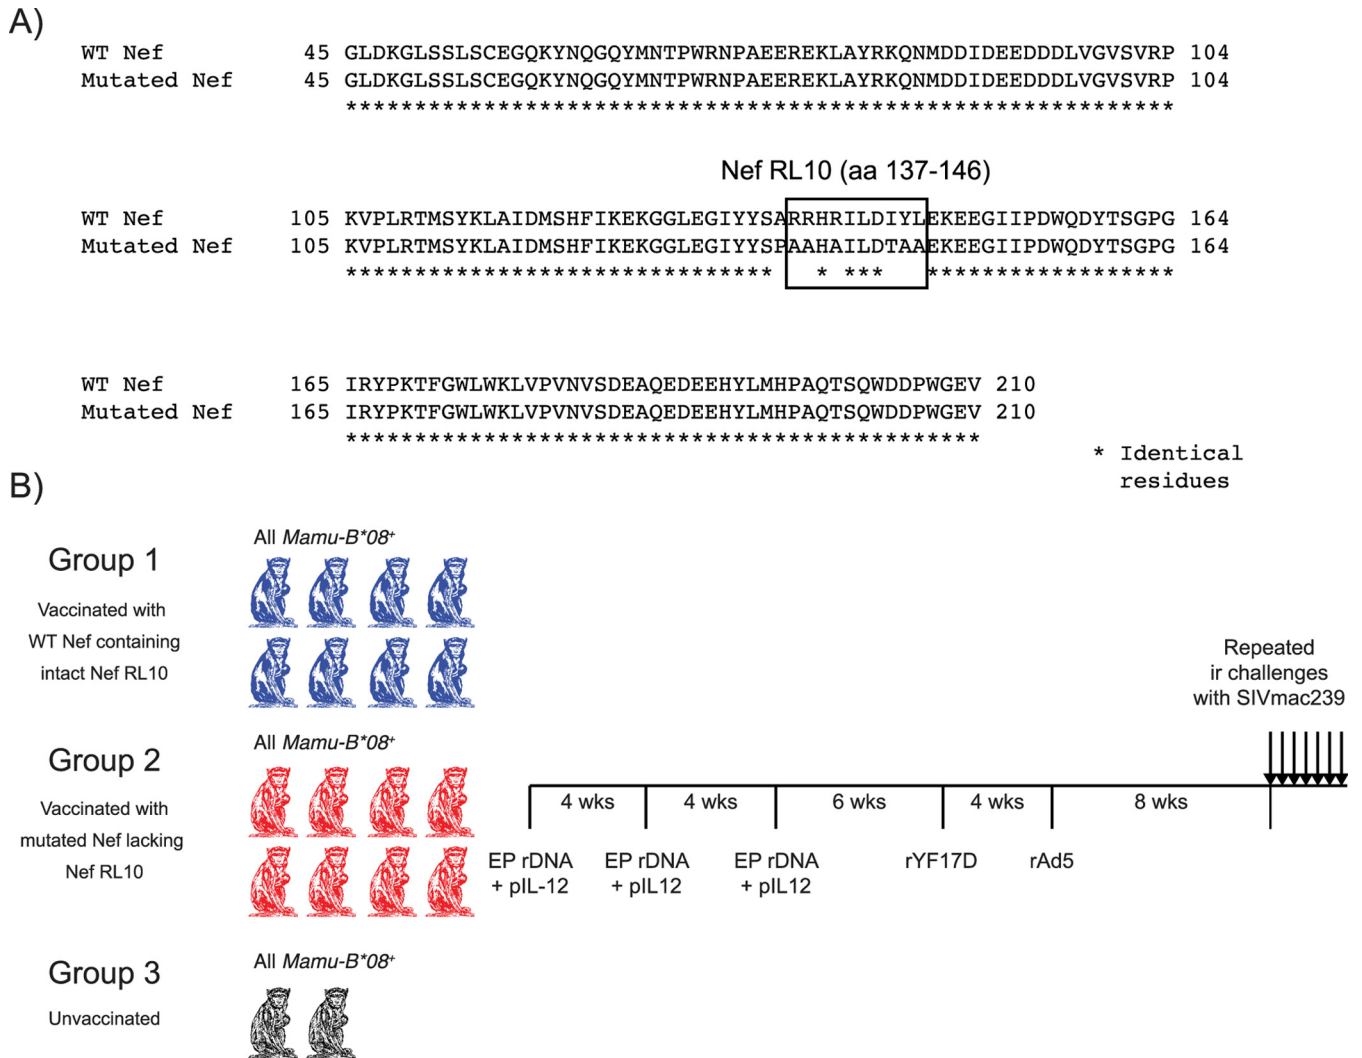 A)
WT Nef 45 GLDKGLSSLSCEGQKYNQGQYMNTPWRNPAEEREKLAYRKQNMDDIDEEDDDLVGVSVRP 104
Mutated Nef 45 GLDKGLSSLSCEGQKYNQGQYMNTPWRNPAEEREKLAYRKQNMDDIDEEDDDLVGVSVRP 104
************************************************************
Nef RL10 (aa 137-146)
WT Nef 105 KVPLRTMSYKLAIDMSHFIKEKGGLEGIYYSARRHRILDIYLEKEEGIIPDWQDYTSGPG 164
Mutated Nef 105 KVPLRTMSYKLAIDMSHFIKEKGGLEGIYYSPAAHAILDTAAEKEEGIIPDWQDYTSGPG 164
******************************* * *** ******************
WT Nef 165 IRYPKTFGWLWKLVPVNVSDEAQEDEEHYLMHPAQTSQWDDPWGEV 210
Mutated Nef 165 IRYPKTFGWLWKLVPVNVSDEAQEDEEHYLMHPAQTSQWDDPWGEV 210
**********************************************
* Identical
residues
B)
Group 1
Vaccinated with
WT Nef containing
intact Nef RL10
All Mamu-B*08+
Group 2
Vaccinated with
mutated Nef lacking
Nef RL10
All Mamu-B*08+
Group 3
Unvaccinated
All Mamu-B*08+
Repeated
ir challenges
with SIVmac239
4 wks 4 wks 6 wks 4 wks 8 wks
EP rDNA EP rDNA EP rDNA rYF17D rAd5
+ pIL-12 + pIL12 + pIL12